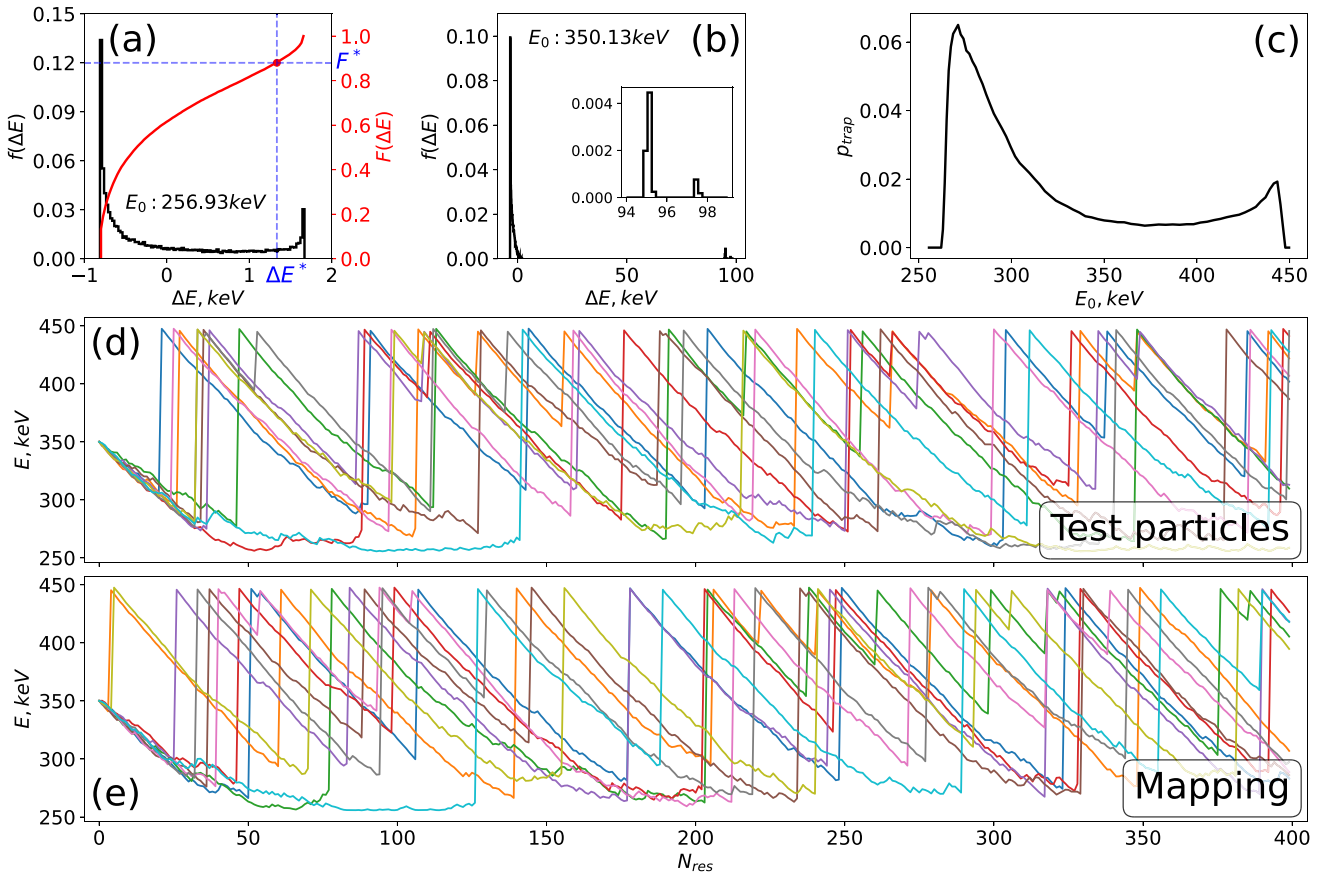 (a)
0.15
0.12
0.09
0.06
0.03
0.00
f(ΔE)
E₀ : 256.93keV
−1
0
1
2
ΔE*
ΔE, keV
1.0
F*
0.8
0.6
0.4
0.2
0.0
F(ΔE)
(b)
E₀ : 350.13keV
0.10
0.08
0.06
0.04
0.02
0.00
f(ΔE)
0.004
0.002
0.000
94
96
98
0
50
100
ΔE, keV
(c)
0.06
0.04
0.02
0.00
p_trap
250
300
350
400
450
E₀, keV
(d)
450
400
350
300
250
E, keV
Test particles
(e)
450
400
350
300
250
E, keV
Mapping
0
50
100
150
200
250
300
350
400
N_res